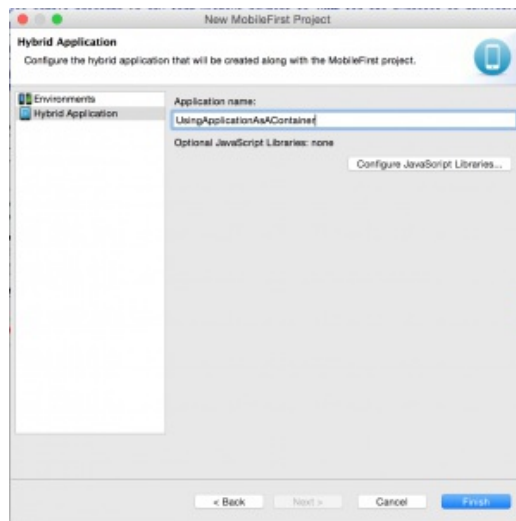 New MobileFirst Project
Hybrid Application
Configure the hybrid application that will be created along with the MobileFirst project.
Environments
Hybrid Application
Application name:
UsingApplicationAsAContainer
Optional JavaScript Libraries: none
Configure JavaScript Libraries...
< Back
Next >
Cancel
Finish